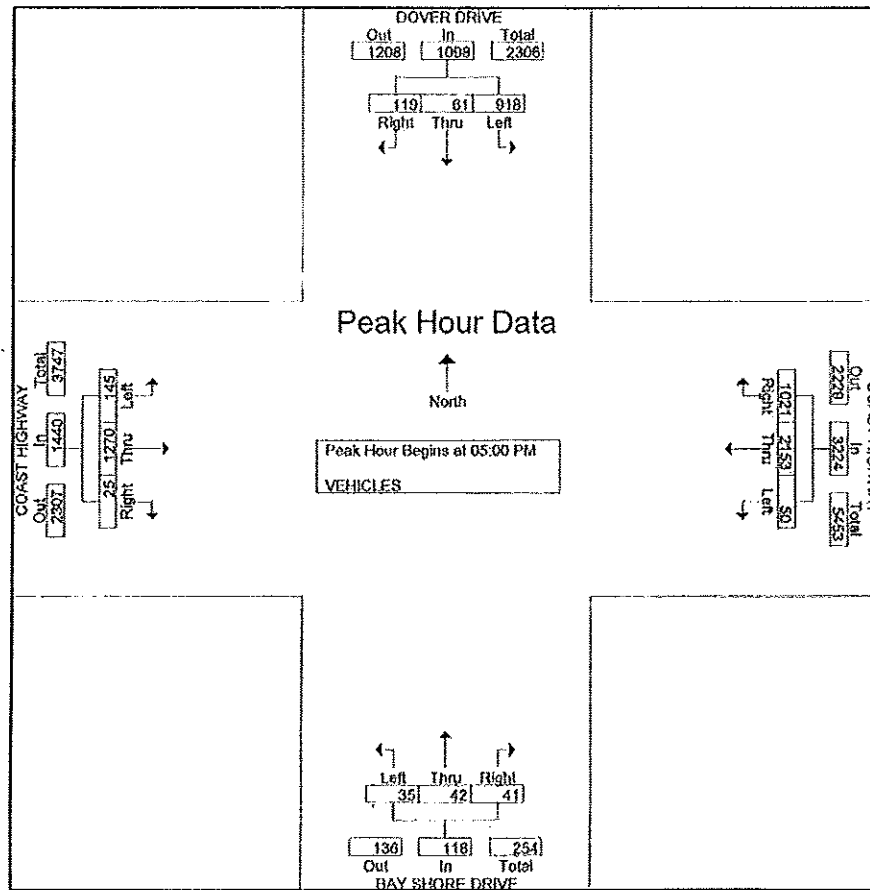 DOVER DRIVE
Out In Total
1208 1098 2306
119 61 918
Right Thru Left
Peak Hour Data
North
Peak Hour Begins at 05:00 PM
VEHICLES
COAST HIGHWAY
Out In Total
2307 1440 3747
25 1270 145
Right Thru Left
Out In Total
2229 3224 5453
1021 2153 50
Right Thru Left
Left Thru Right
35 42 41
136 118 254
Out In Total
BAY SHORE DRIVE